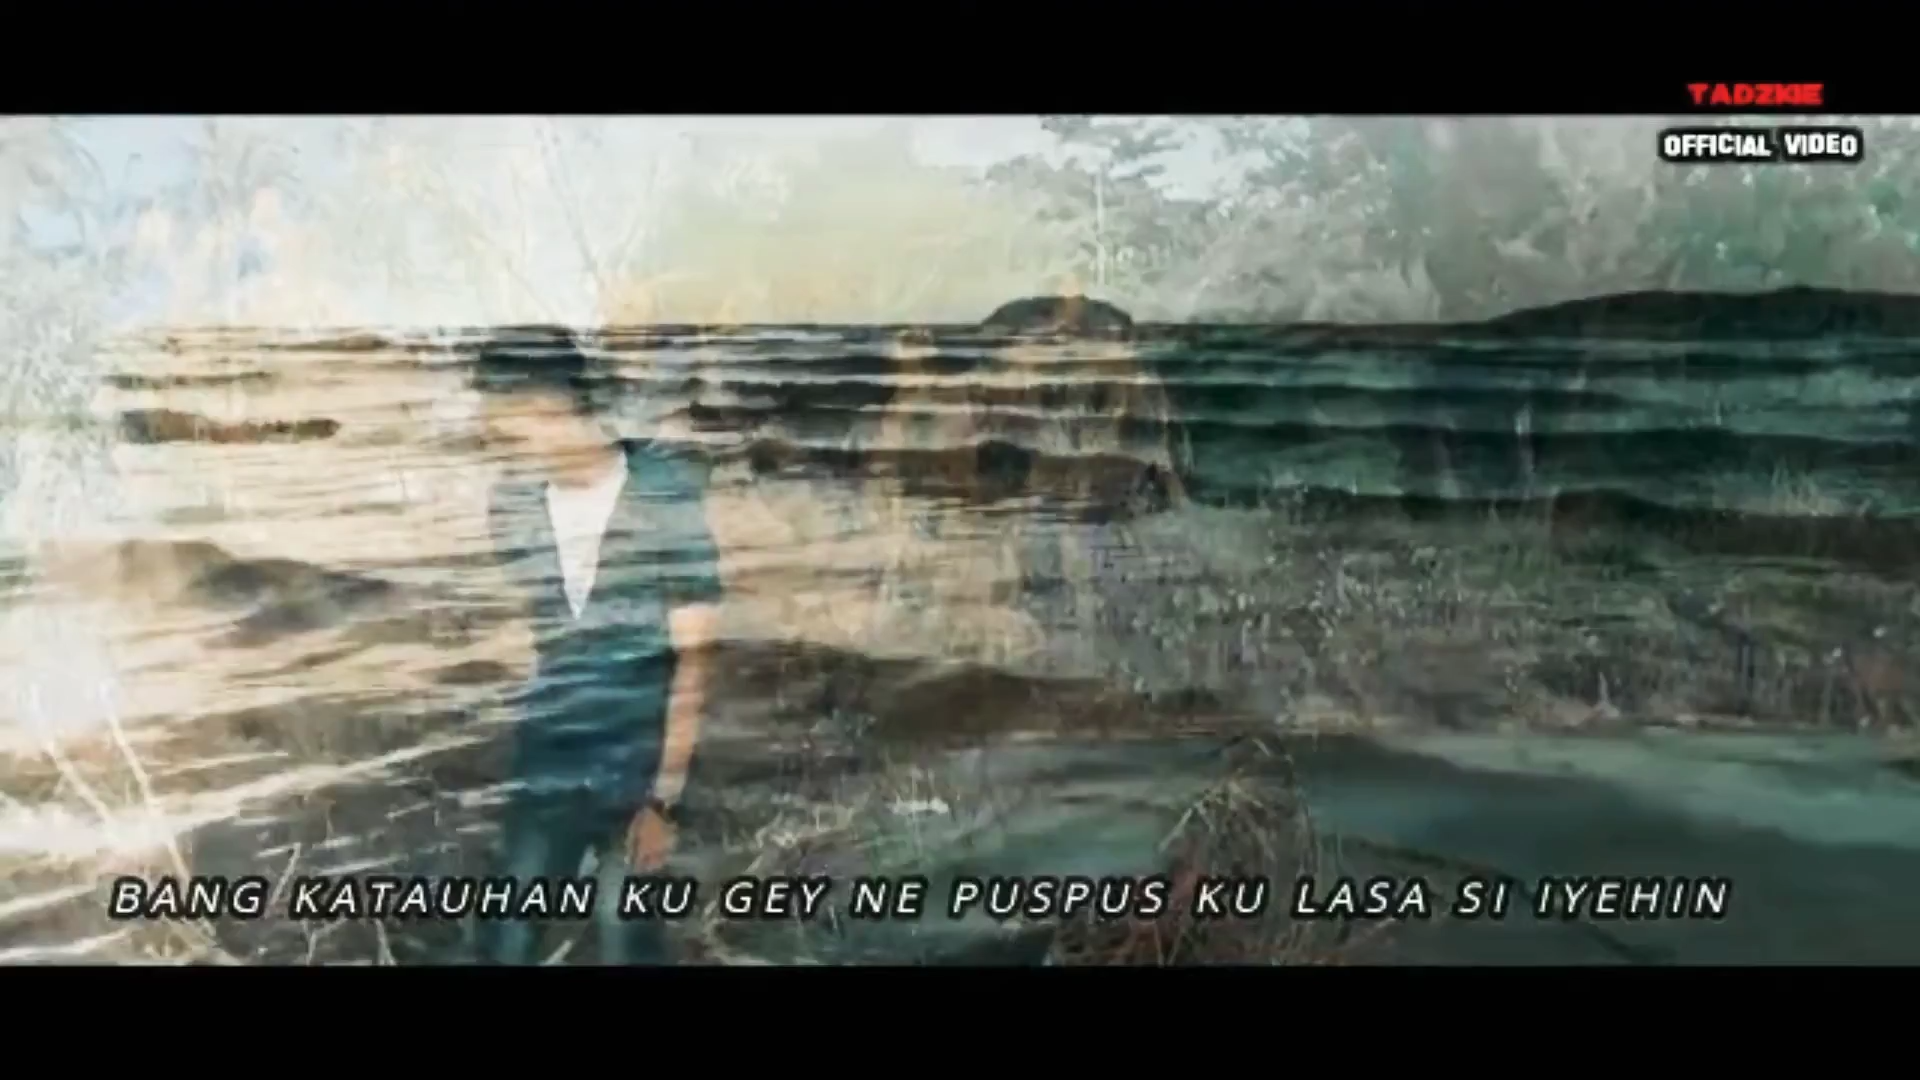 TADZKIE
OFFICIAL VIDEO
BANG KATAUHAN KU GEY NE PUSPUS KU LASA SI IYEHIN